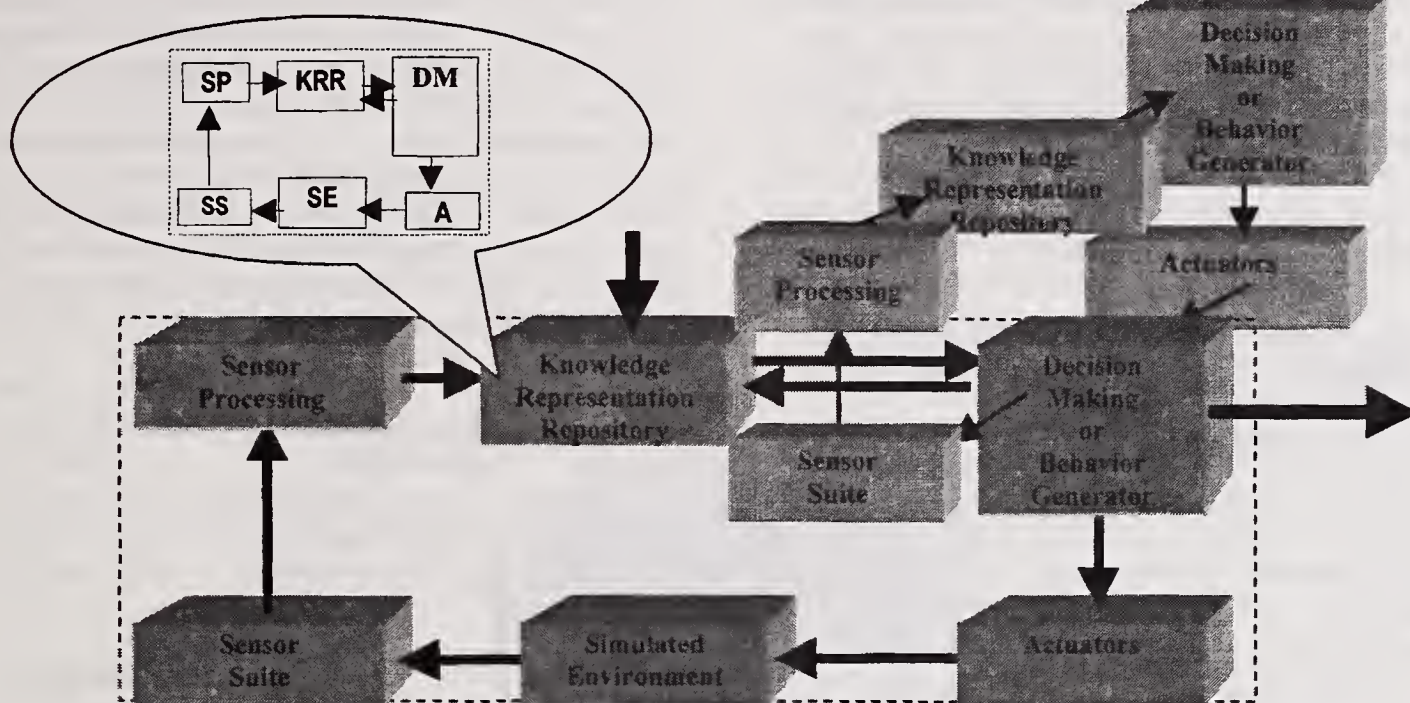 SP
KRR
DM
SS
SE
A
Decision
Making
or
Behavior
Generator
Knowledge
Representation
Repository
Sensor
Processing
Actuators
Sensor
Processing
Knowledge
Representation
Repository
Decision
Making
or
Behavior
Generator
Sensor
Suite
Sensor
Suite
Simulated
Environment
Actuators